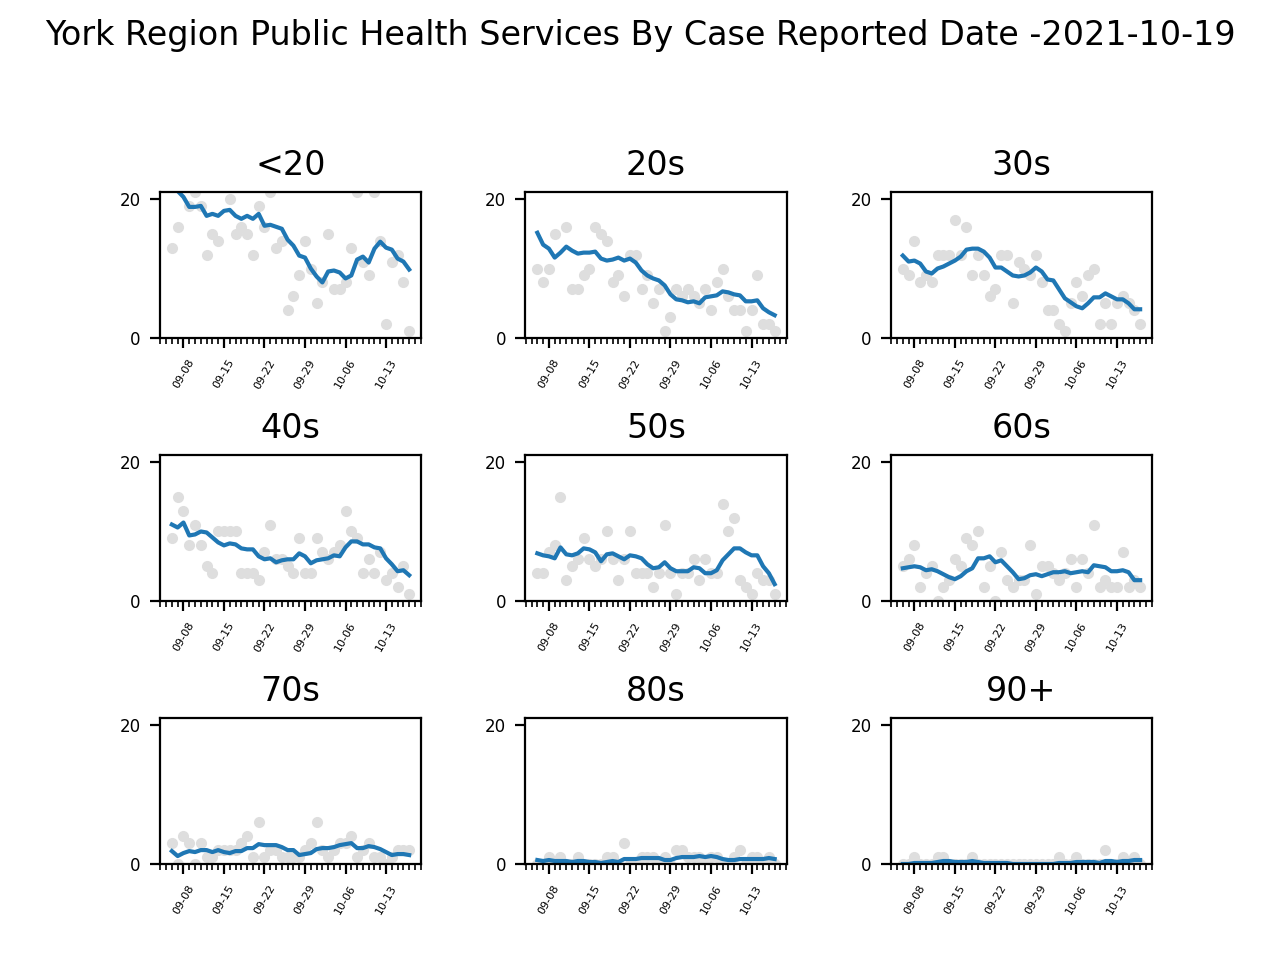 York Region Public Health Services By Case Reported Date -2021-10-19
<20 20s 30s
20 20 20
0 0 0
09-08 09-15 09-22 09-29 10-06 10-13 09-08 09-15 09-22 09-29 10-06 10-13 09-08 09-15 09-22 09-29 10-06 10-13
40s 50s 60s
20 20 20
0 0 0
09-08 09-15 09-22 09-29 10-06 10-13 09-08 09-15 09-22 09-29 10-06 10-13 09-08 09-15 09-22 09-29 10-06 10-13
70s 80s 90+
20 20 20
0 0 0
09-08 09-15 09-22 09-29 10-06 10-13 09-08 09-15 09-22 09-29 10-06 10-13 09-08 09-15 09-22 09-29 10-06 10-13